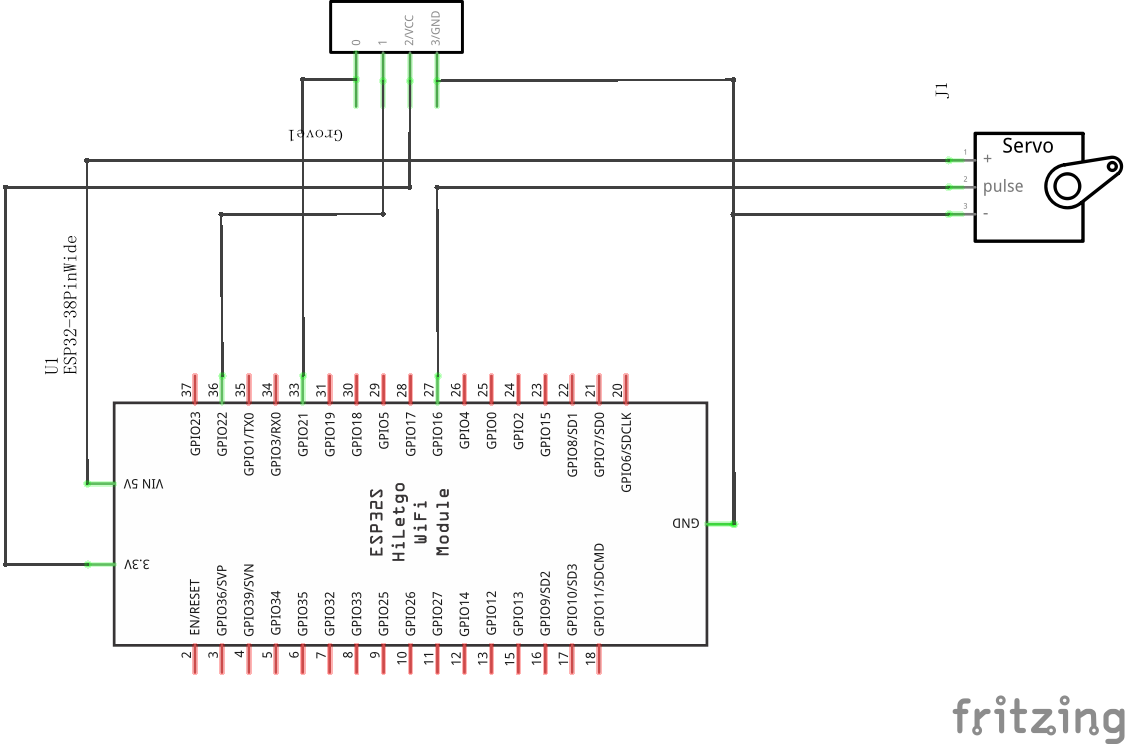 0
1
2/VCC
3/GND
Grove1
J1
Servo
1
+
2
pulse
3
-
U1
ESP32-38PinWide
37
36
35
34
33
31
30
29
28
27
26
25
24
23
22
21
20
GPIO23
GPIO22
GPIO1/TX0
GPIO3/RX0
GPIO21
GPIO19
GPIO18
GPIO5
GPIO17
GPIO16
GPIO4
GPIO0
GPIO2
GPIO15
GPIO8/SD1
GPIO7/SD0
GPIO6/SDCLK
VIN 5V
3.3V
ESP32S
HiLetgo
WiFi
Module
GND
EN/RESET
GPIO36/SVP
GPIO39/SVN
GPIO34
GPIO35
GPIO32
GPIO33
GPIO25
GPIO26
GPIO27
GPIO14
GPIO12
GPIO13
GPIO9/SD2
GPIO10/SD3
GPIO11/SDCMD
2
3
4
5
6
7
8
9
10
11
12
13
15
16
17
18
fritzing